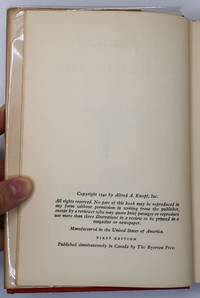 Copyright 1940 by Alfred A. Knopf, Inc.
All rights reserved. No part of this book may be reproduced in
any form without permission in writing from the publisher,
except by a reviewer who may quote brief passages or reproduce
not more than three illustrations in a review to be printed in a
magazine or newspaper.
Manufactured in the United States of America.
FIRST EDITION
Published simultaneously in Canada by The Ryerson Press